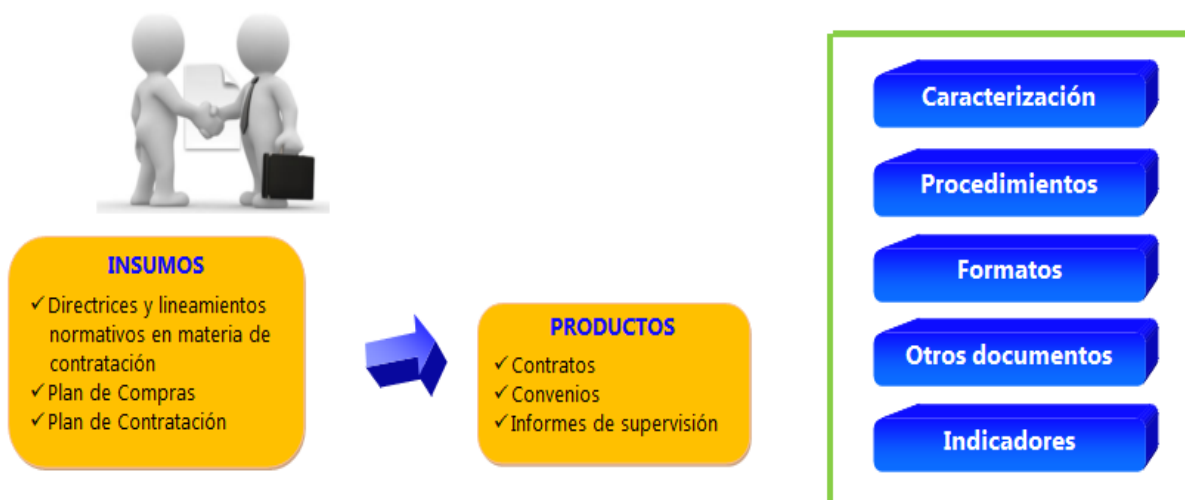 INSUMOS
✓Directrices y lineamientos
normativos en materia de
contratación
✓Plan de Compras
✓Plan de Contratación
PRODUCTOS
✓Contratos
✓Convenios
✓Informes de supervisión
Caracterización
Procedimientos
Formatos
Otros documentos
Indicadores